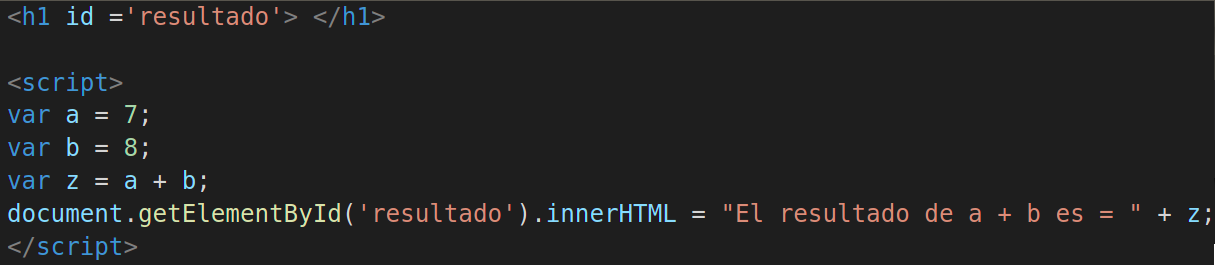 <h1 id ='resultado'> </h1>
<script>
var a = 7;
var b = 8;
var z = a + b;
document.getElementById('resultado').innerHTML = "El resultado de a + b es = " + z;
</script>